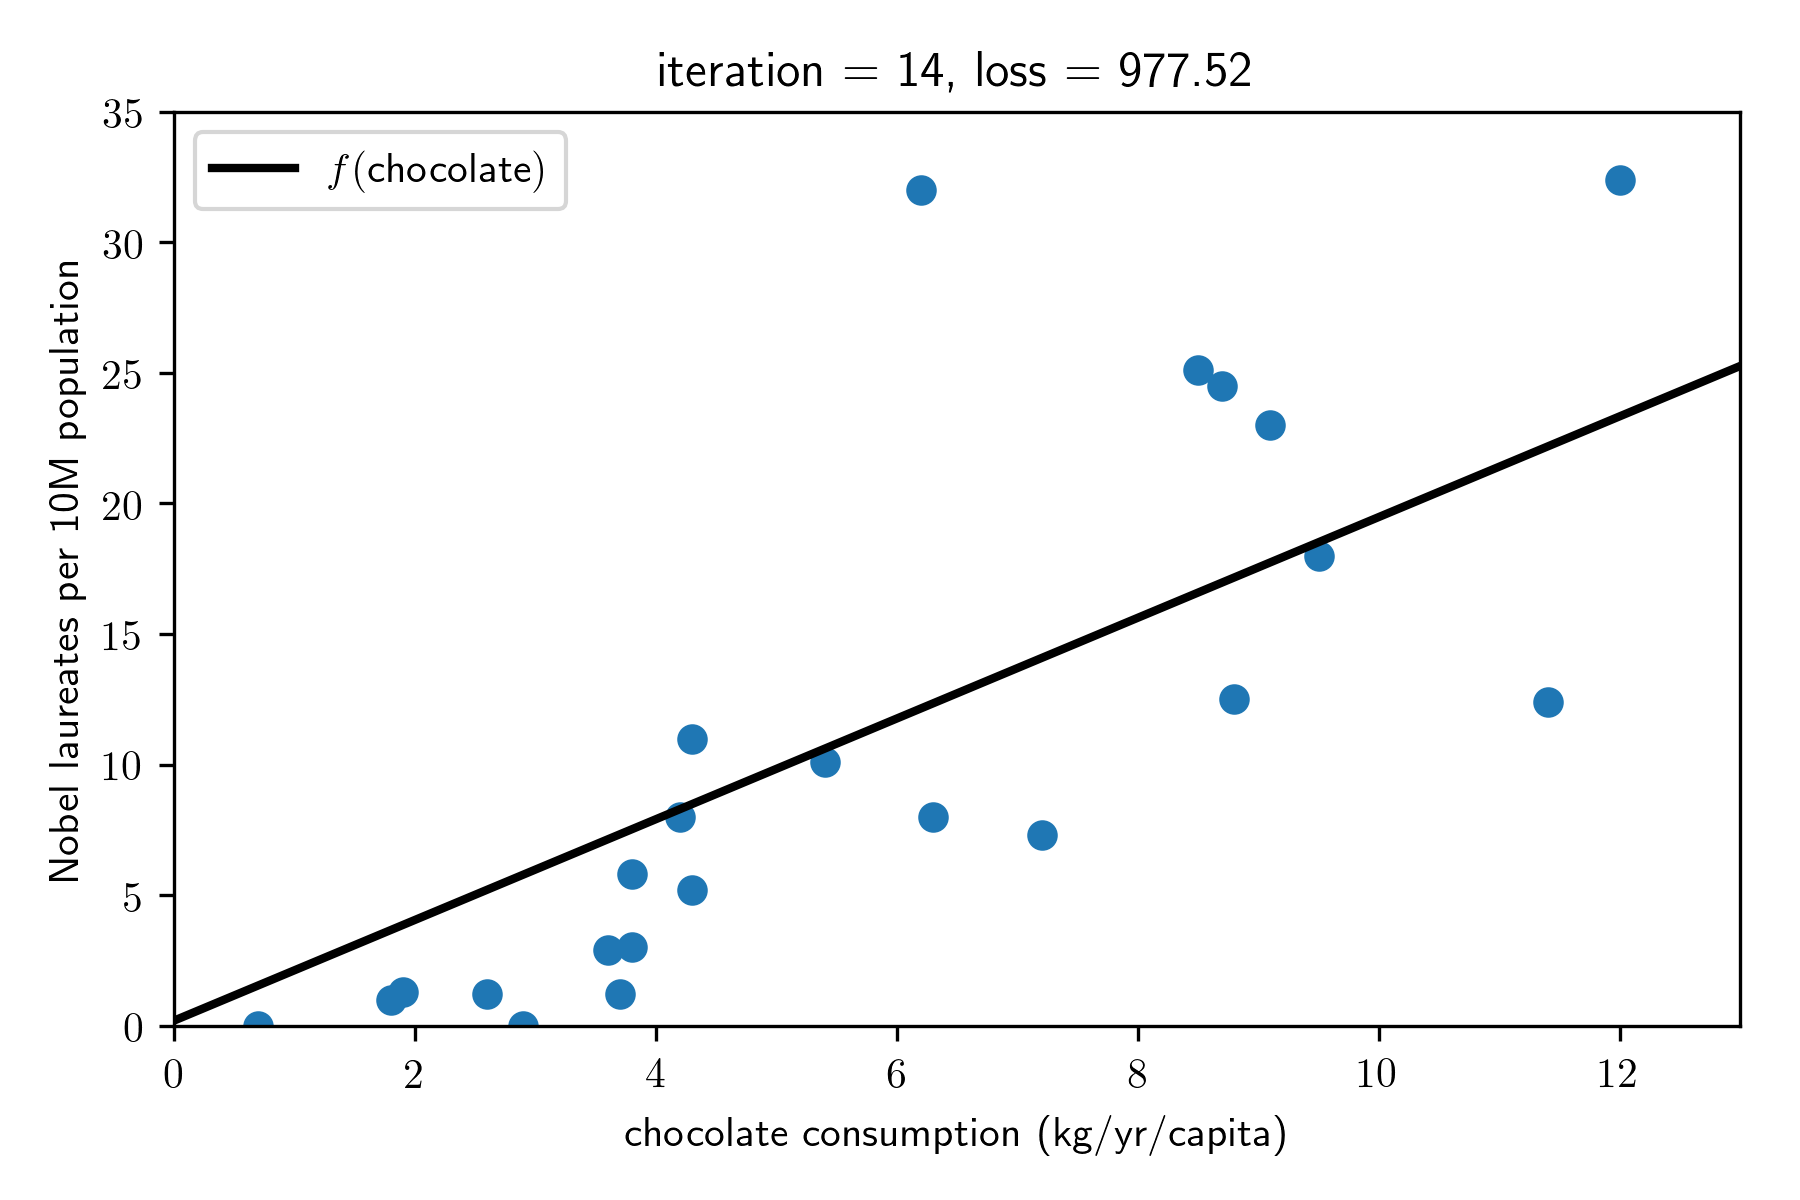 iteration = 14, loss = 977.52
35
30
25
20
15
10
5
0
f(chocolate)
Nobel laureates per 10M population
0 2 4 6 8 10 12
chocolate consumption (kg/yr/capita)